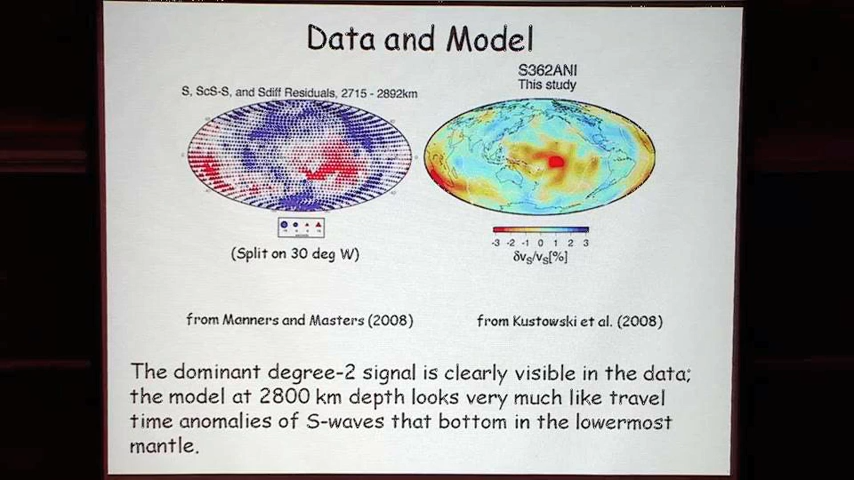 Data and Model
S, ScS-S, and Sdiff Residuals, 2715 - 2892km
S362ANI
This study
-3 -2 -1 0 1 2 3
δvs/vs[%]
(Split on 30 deg W)
from Manners and Masters (2008)
from Kustowski et al. (2008)
The dominant degree-2 signal is clearly visible in the data;
the model at 2800 km depth looks very much like travel
time anomalies of S-waves that bottom in the lowermost
mantle.